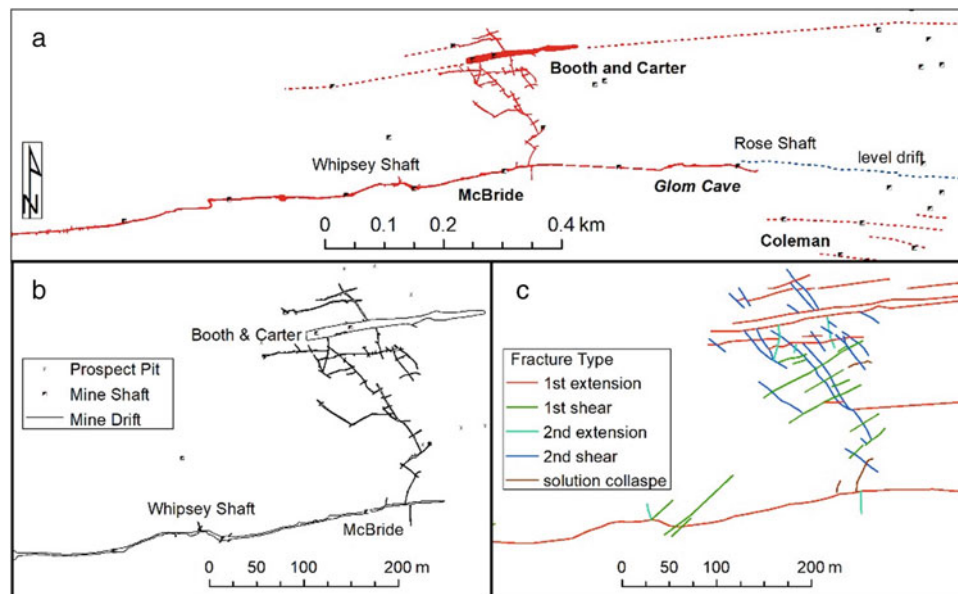 a
Booth and Carter
Rose Shaft
level drift
Whipsey Shaft
McBride
Glom Cave
Coleman
N
0 0.1 0.2 0.4 km
b
Booth & Carter
Prospect Pit
Mine Shaft
Mine Drift
Whipsey Shaft
McBride
0 50 100 200 m
c
Fracture Type
1st extension
1st shear
2nd extension
2nd shear
solution collaspe
0 50 100 200 m